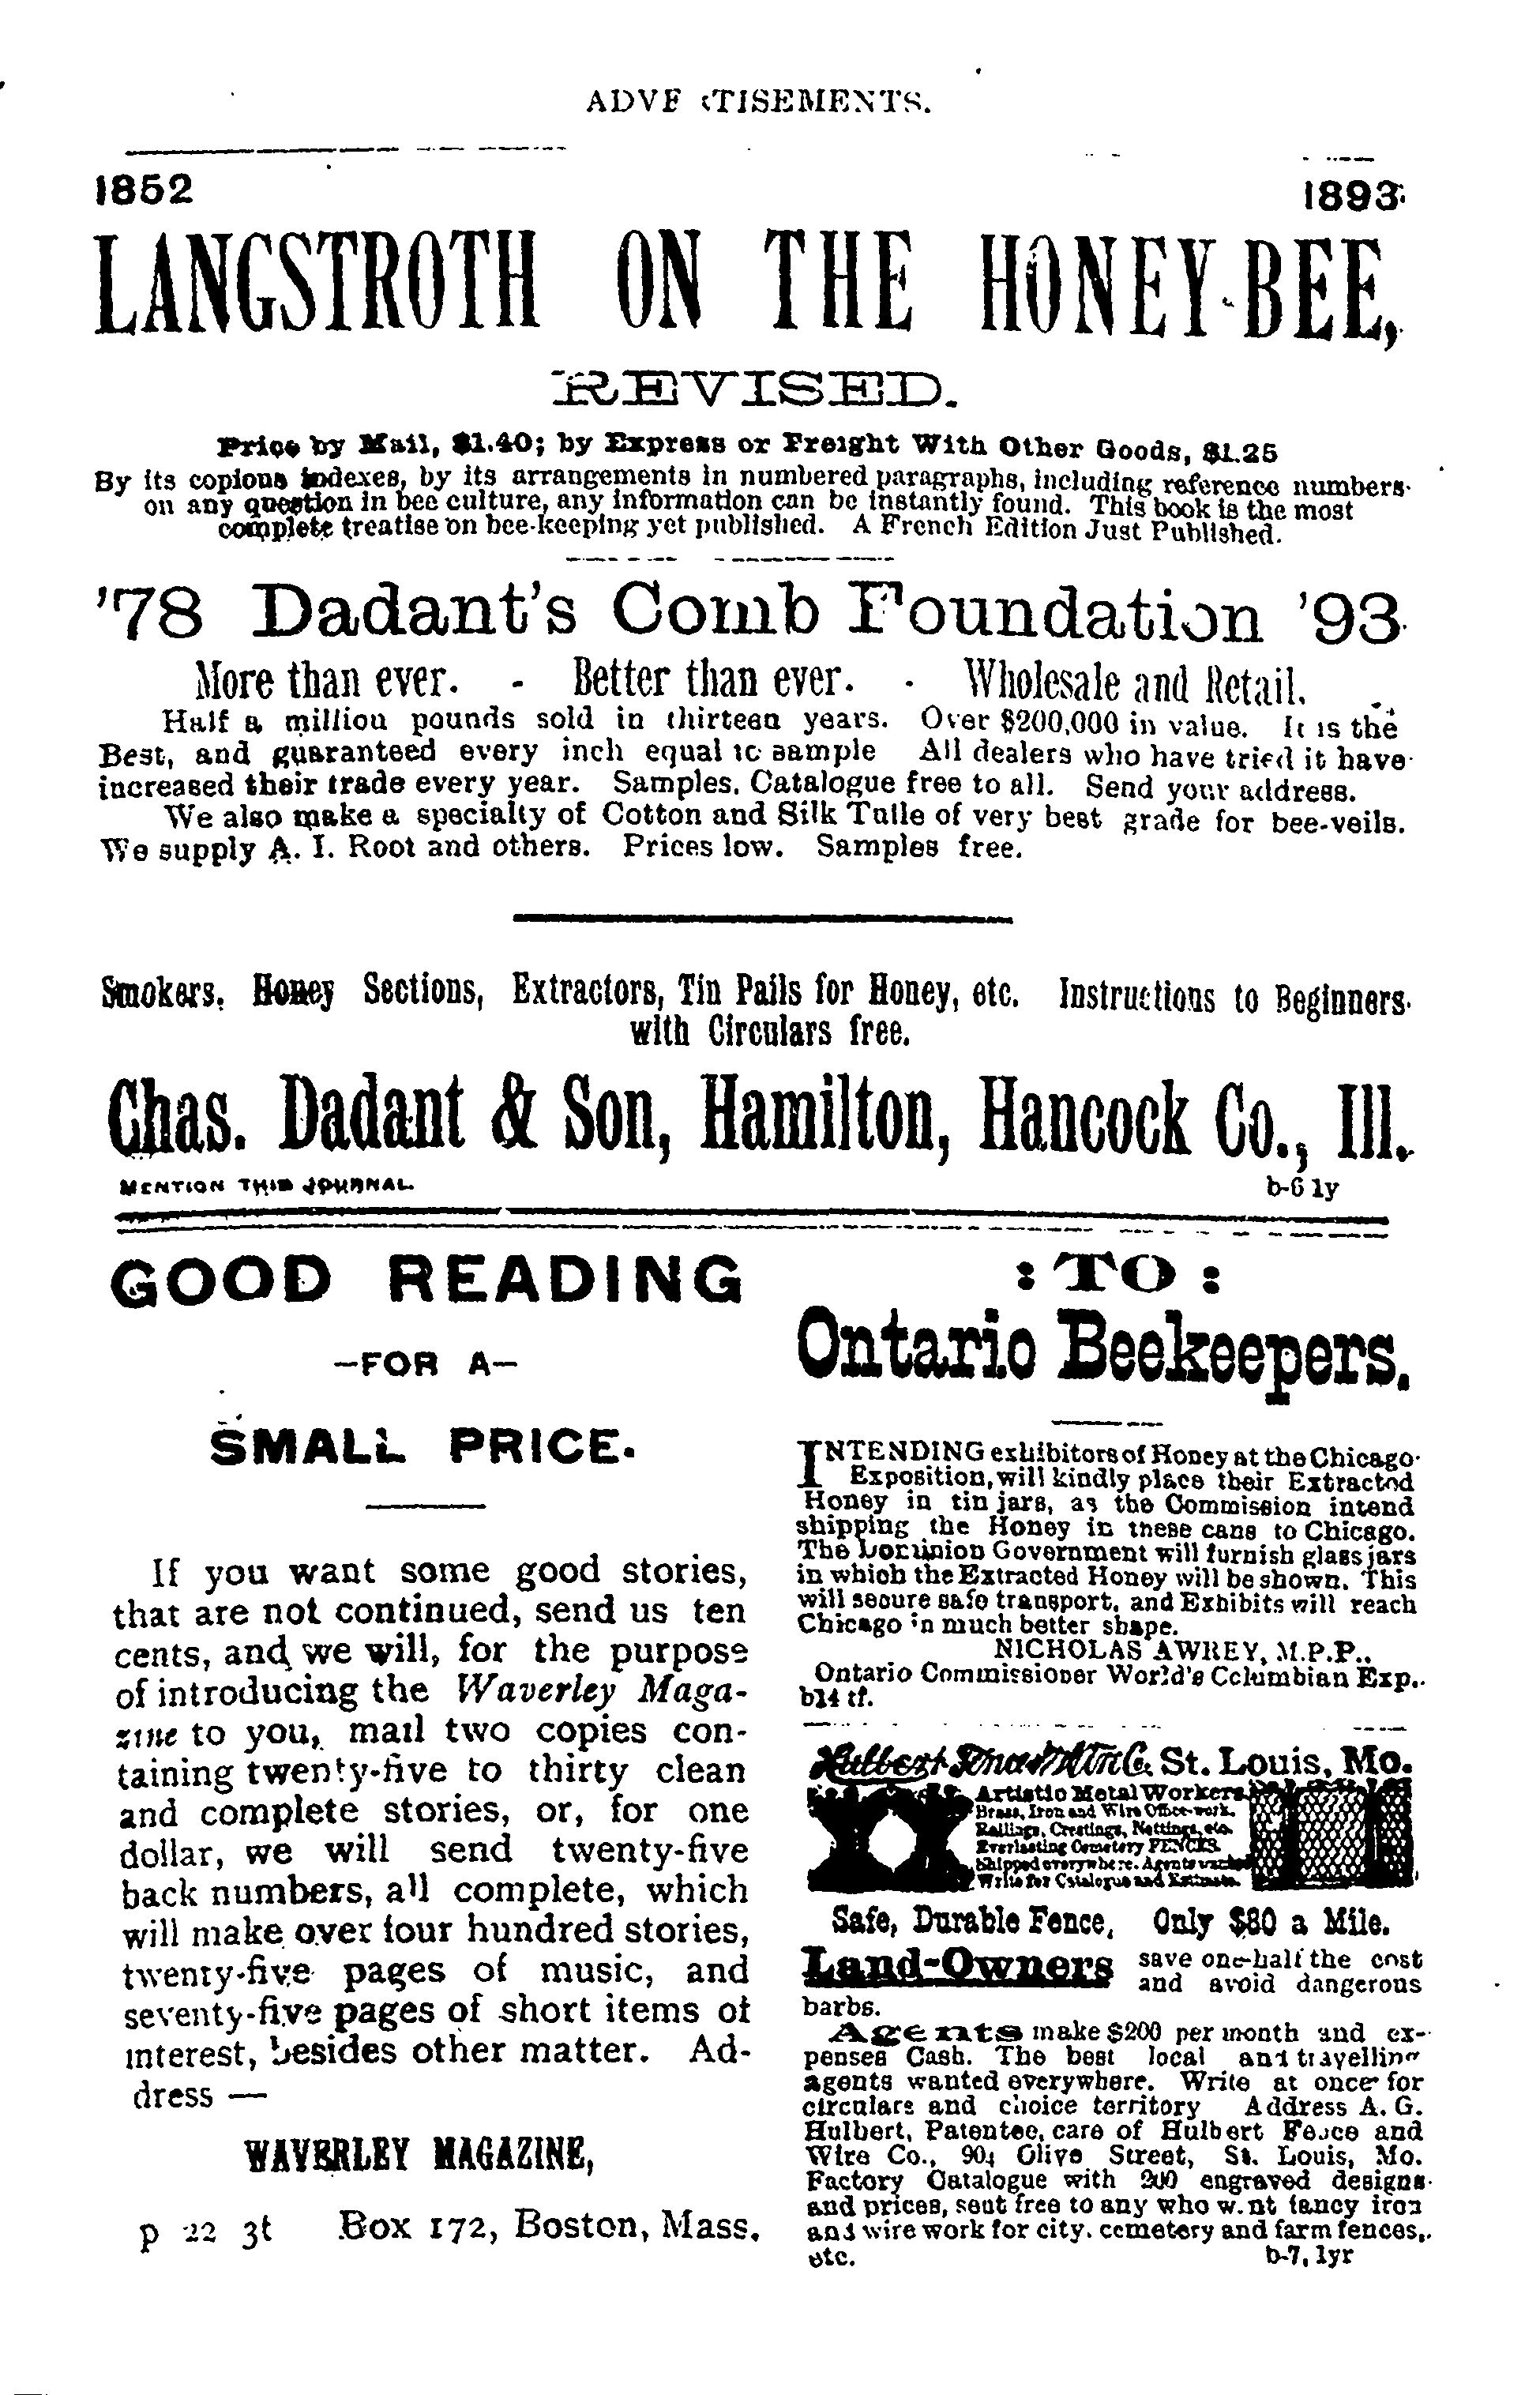 ADVERTISEMENTS.
1852 1893
LANGSTROTH ON THE HONEY-BEE,
REVISED.
Price by Mail, $1.40; by Express or Freight With Other Goods, $1.25
By its copious indexes, by its arrangements in numbered paragraphs, including reference numbers
on any question in bee culture, any information can be instantly found. This book is the most
complete treatise on bee-keeping yet published. A French Edition Just Published.
'78 Dadant's Comb Foundation '93
More than ever. - Better than ever. - Wholesale and Retail.
Half a million pounds sold in thirteen years. Over $200,000 in value. It is the
Best, and guaranteed every inch equal to sample All dealers who have tried it have
increased their trade every year. Samples, Catalogue free to all. Send your address.
We also make a specialty of Cotton and Silk Tulle of very best grade for bee-veils.
We supply A. I. Root and others. Prices low. Samples free.
Smokers, Honey Sections, Extractors, Tin Pails for Honey, etc. Instructions to Beginners
with Circulars free.
Chas. Dadant & Son, Hamilton, Hancock Co., Ill.
MENTION THIS JOURNAL. b-6 1y
GOOD READING
-FOR A-
SMALL PRICE.
If you want some good stories,
that are not continued, send us ten
cents, and we will, for the purpose
of introducing the Waverley Maga-
zine to you, mail two copies con-
taining twenty-five to thirty clean
and complete stories, or, for one
dollar, we will send twenty-five
back numbers, all complete, which
will make over four hundred stories,
twenty-five pages of music, and
seventy-five pages of short items of
interest, besides other matter. Ad-
dress —
WAVERLEY MAGAZINE,
p 22 3t Box 172, Boston, Mass.
: TO :
Ontario Beekeepers.
INTENDING exhibitors of Honey at the Chicago
Exposition, will kindly place their Extracted
Honey in tin jars, as the Commission intend
shipping the Honey in these cans to Chicago.
The Dominion Government will furnish glass jars
in which the Extracted Honey will be shown. This
will secure safe transport, and Exhibits will reach
Chicago in much better shape.
NICHOLAS AWREY, M.P.P.,
Ontario Commissioner World's Columbian Exp.
b14 tf.
Hulbert Fence and Wire Co. St. Louis, Mo.
Artistic Metal Workers
Brass, Iron and Wire Office-work.
Railings, Crestings, Nettings, etc.
Everlasting Cemetery FENCES.
Shipped everywhere. Agents wanted
Write for Catalogue and Estimate.
Safe, Durable Fence, Only $80 a Mile.
Land-Owners save one-half the cost
and avoid dangerous
barbs.
Agents make $200 per month and ex-
penses Cash. The best local and travelling
agents wanted everywhere. Write at once for
circulars and choice territory Address A. G.
Hulbert, Patentee, care of Hulbert Fence and
Wire Co., 904 Olive Street, St. Louis, Mo.
Factory Catalogue with 200 engraved designs
and prices, sent free to any who want fancy iron
and wire work for city, cemetery and farm fences,
etc. b-7, 1yr